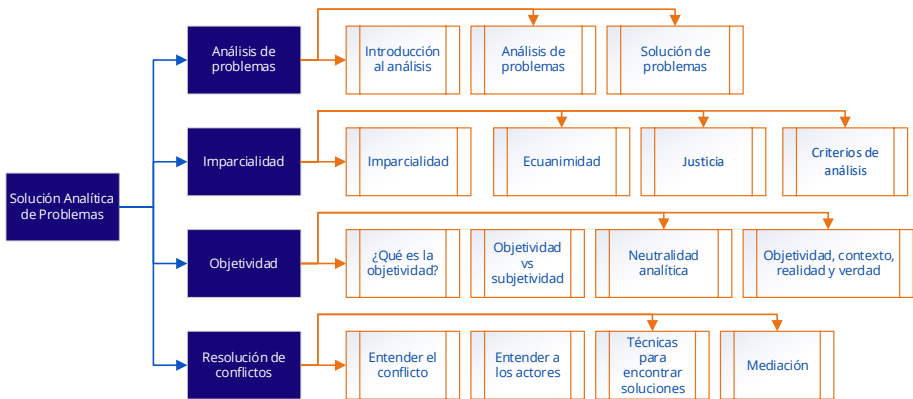 Solución Analítica
de Problemas
Análisis de
problemas
Introducción
al análisis
Análisis de
problemas
Solución de
problemas
Imparcialidad
Imparcialidad
Ecuanimidad
Justicia
Criterios de
análisis
Objetividad
¿Qué es la
objetividad?
Objetividad
vs
subjetividad
Neutralidad
analítica
Objetividad, contexto,
realidad y verdad
Resolución de
conflictos
Entender el
conflicto
Entender a
los actores
Técnicas
para
encontrar
soluciones
Mediación